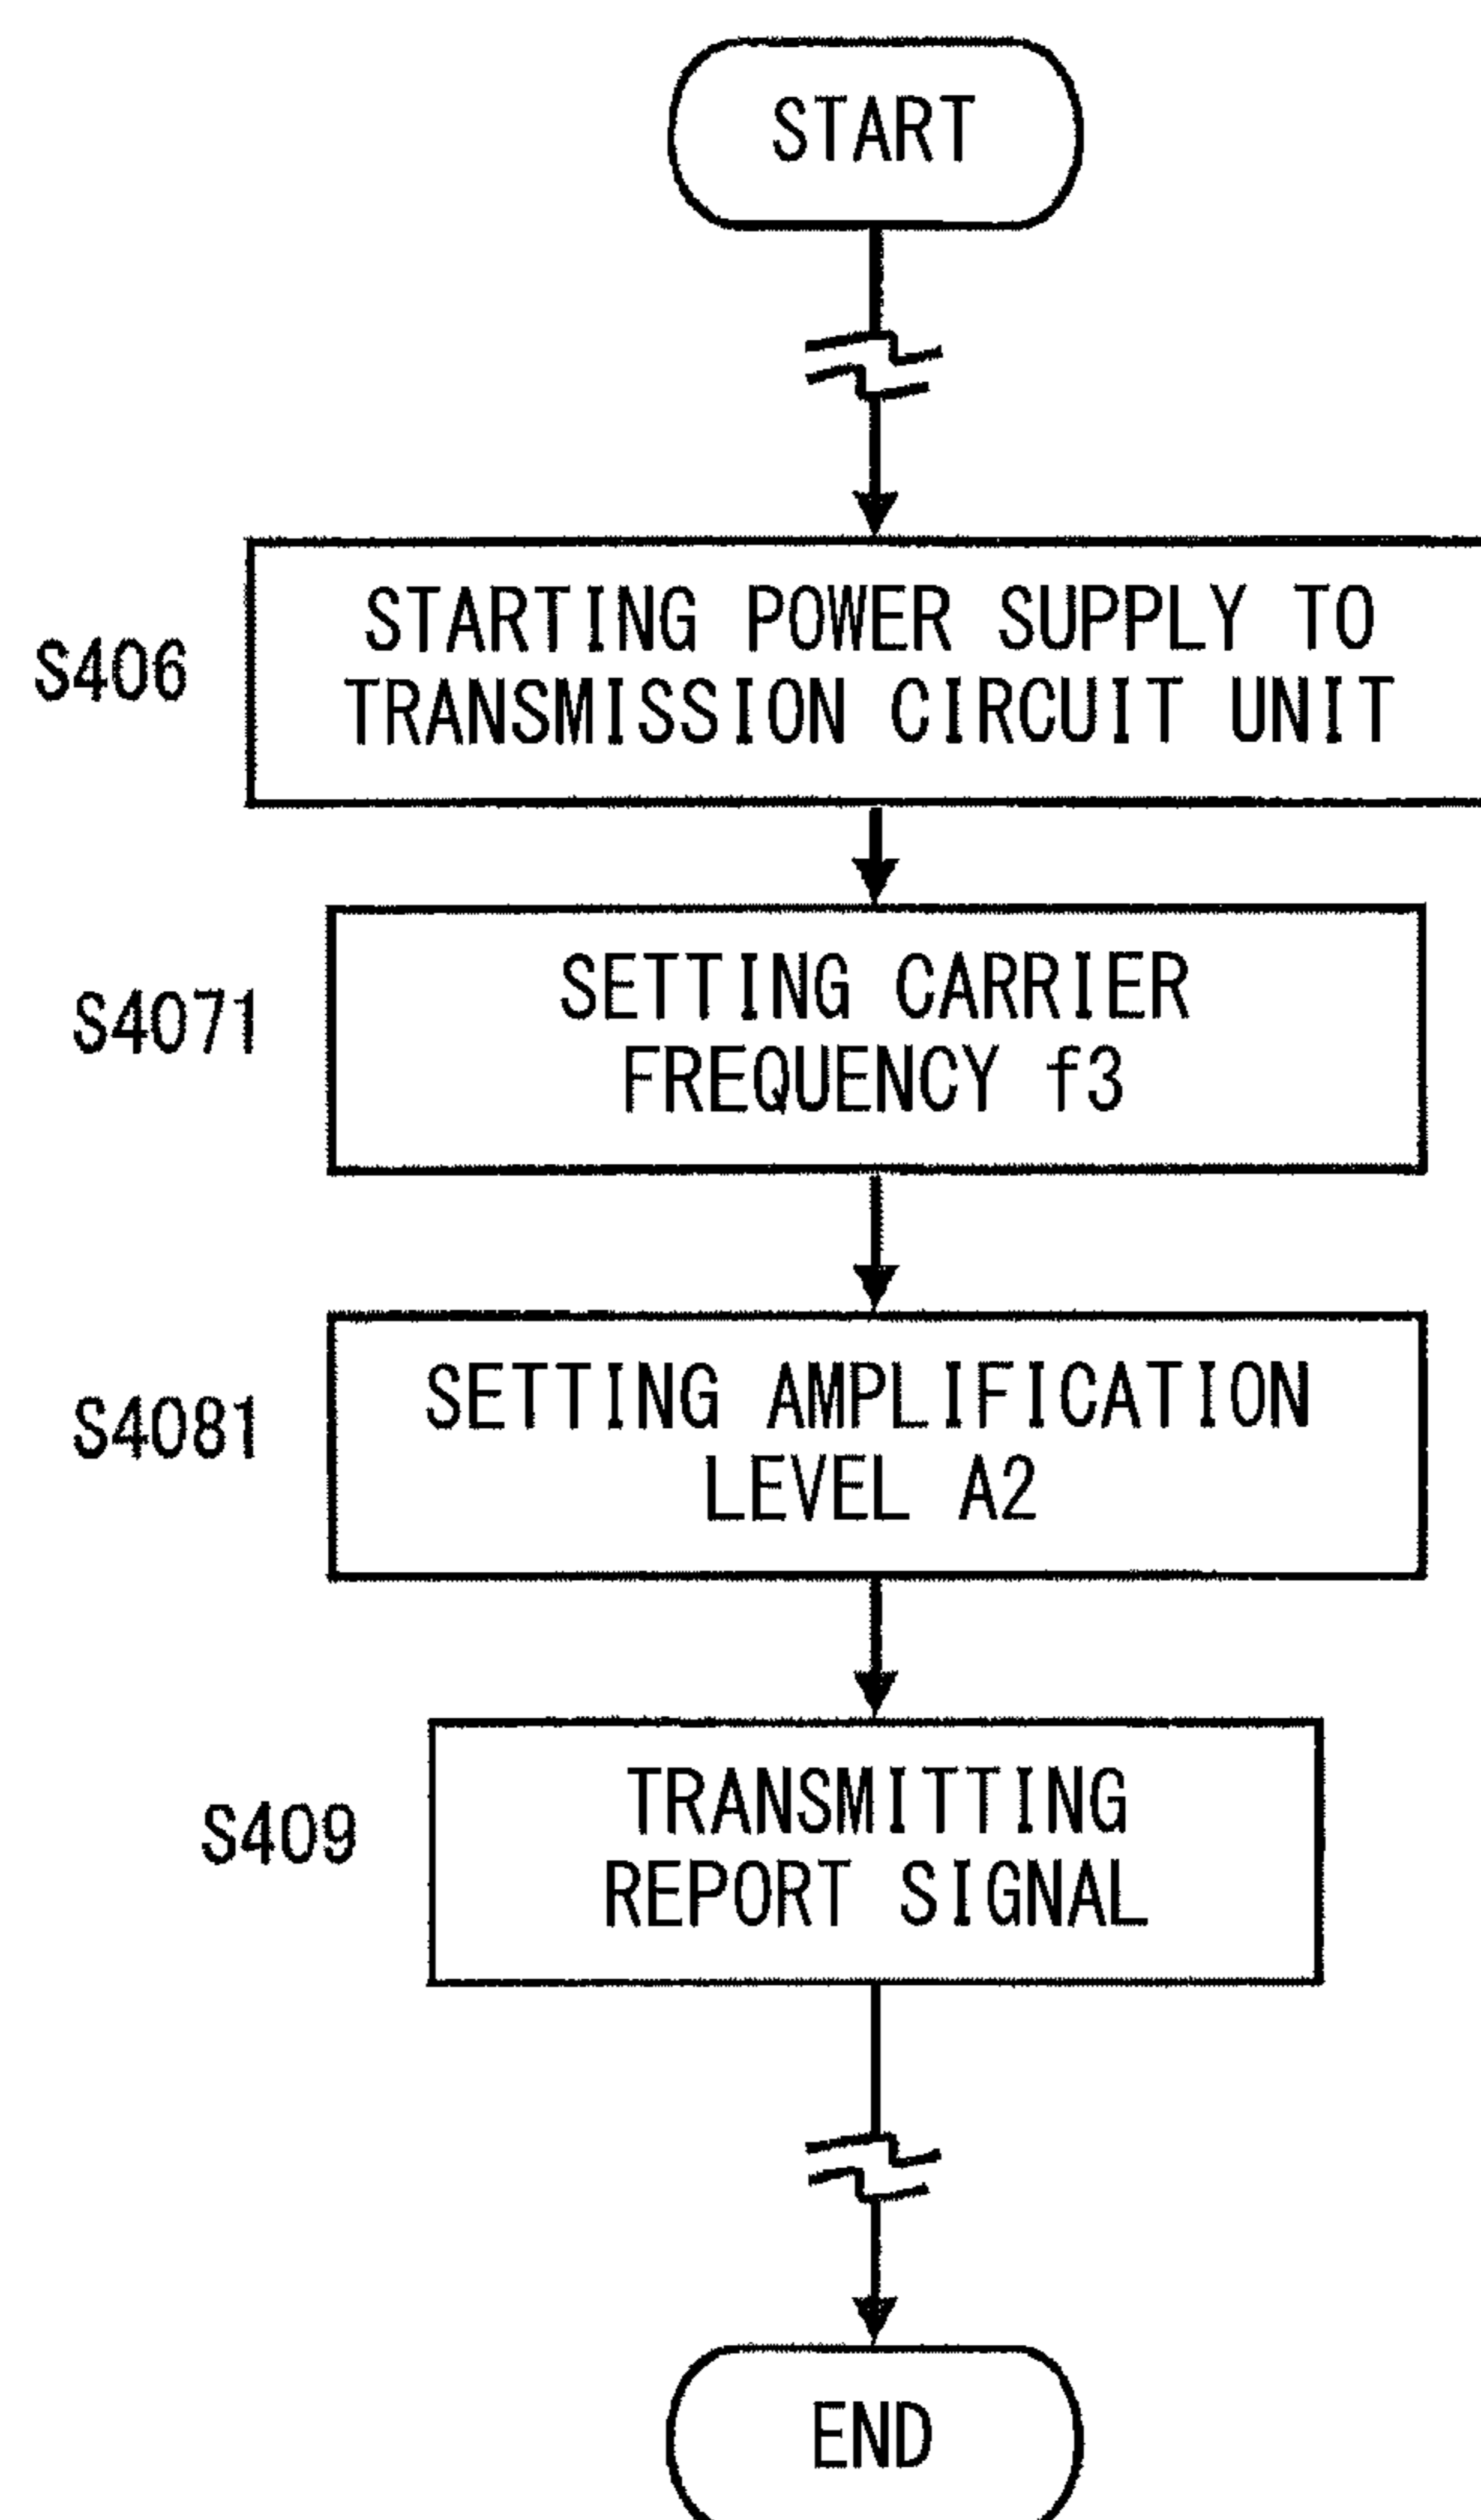 START
S406
STARTING POWER SUPPLY TO
TRANSMISSION CIRCUIT UNIT
S4071
SETTING CARRIER
FREQUENCY f3
S4081
SETTING AMPLIFICATION
LEVEL A2
S409
TRANSMITTING
REPORT SIGNAL
END